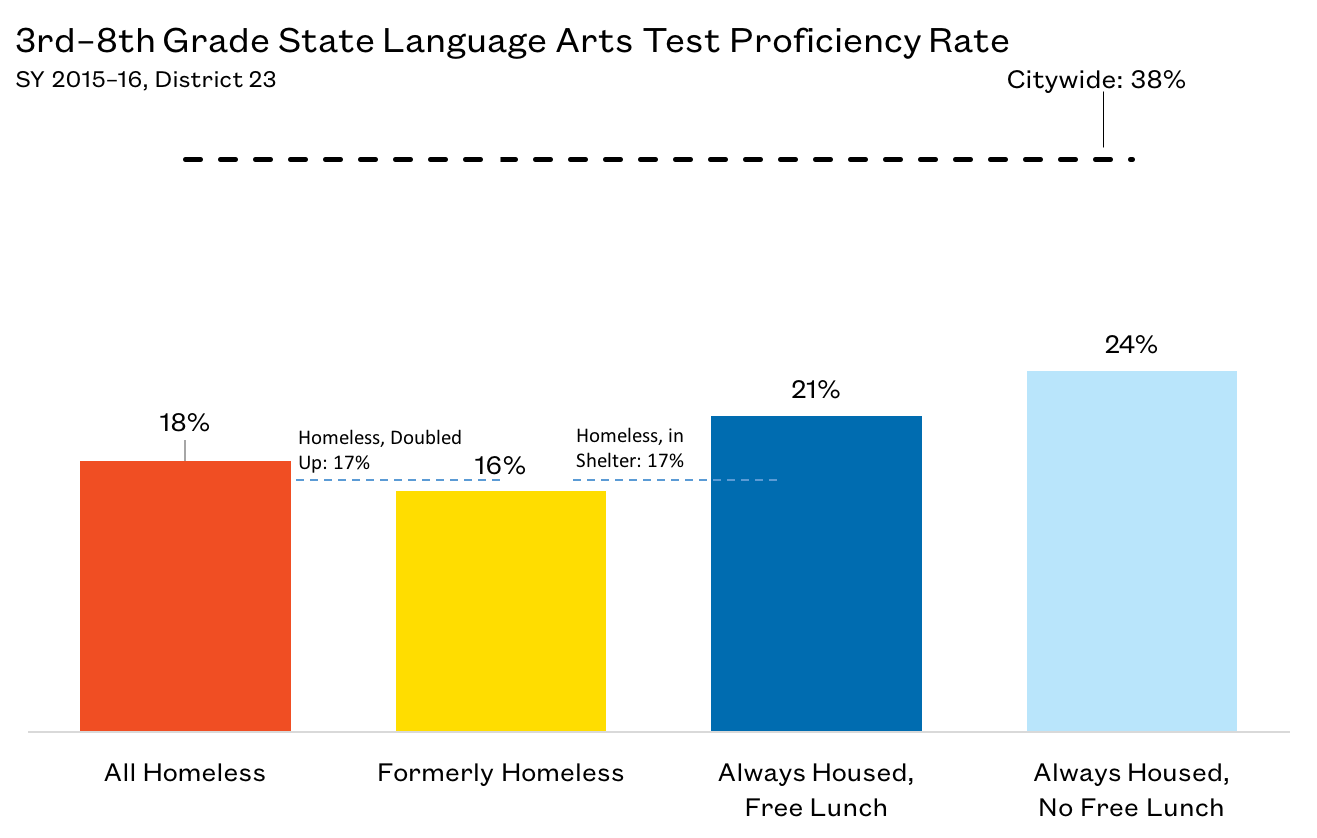 3rd–8th Grade State Language Arts Test Proficiency Rate
SY 2015–16, District 23
Citywide: 38%
24%
21%
18%
Homeless, Doubled
Up: 17%
16%
Homeless, in
Shelter: 17%
All Homeless
Formerly Homeless
Always Housed,
Free Lunch
Always Housed,
No Free Lunch